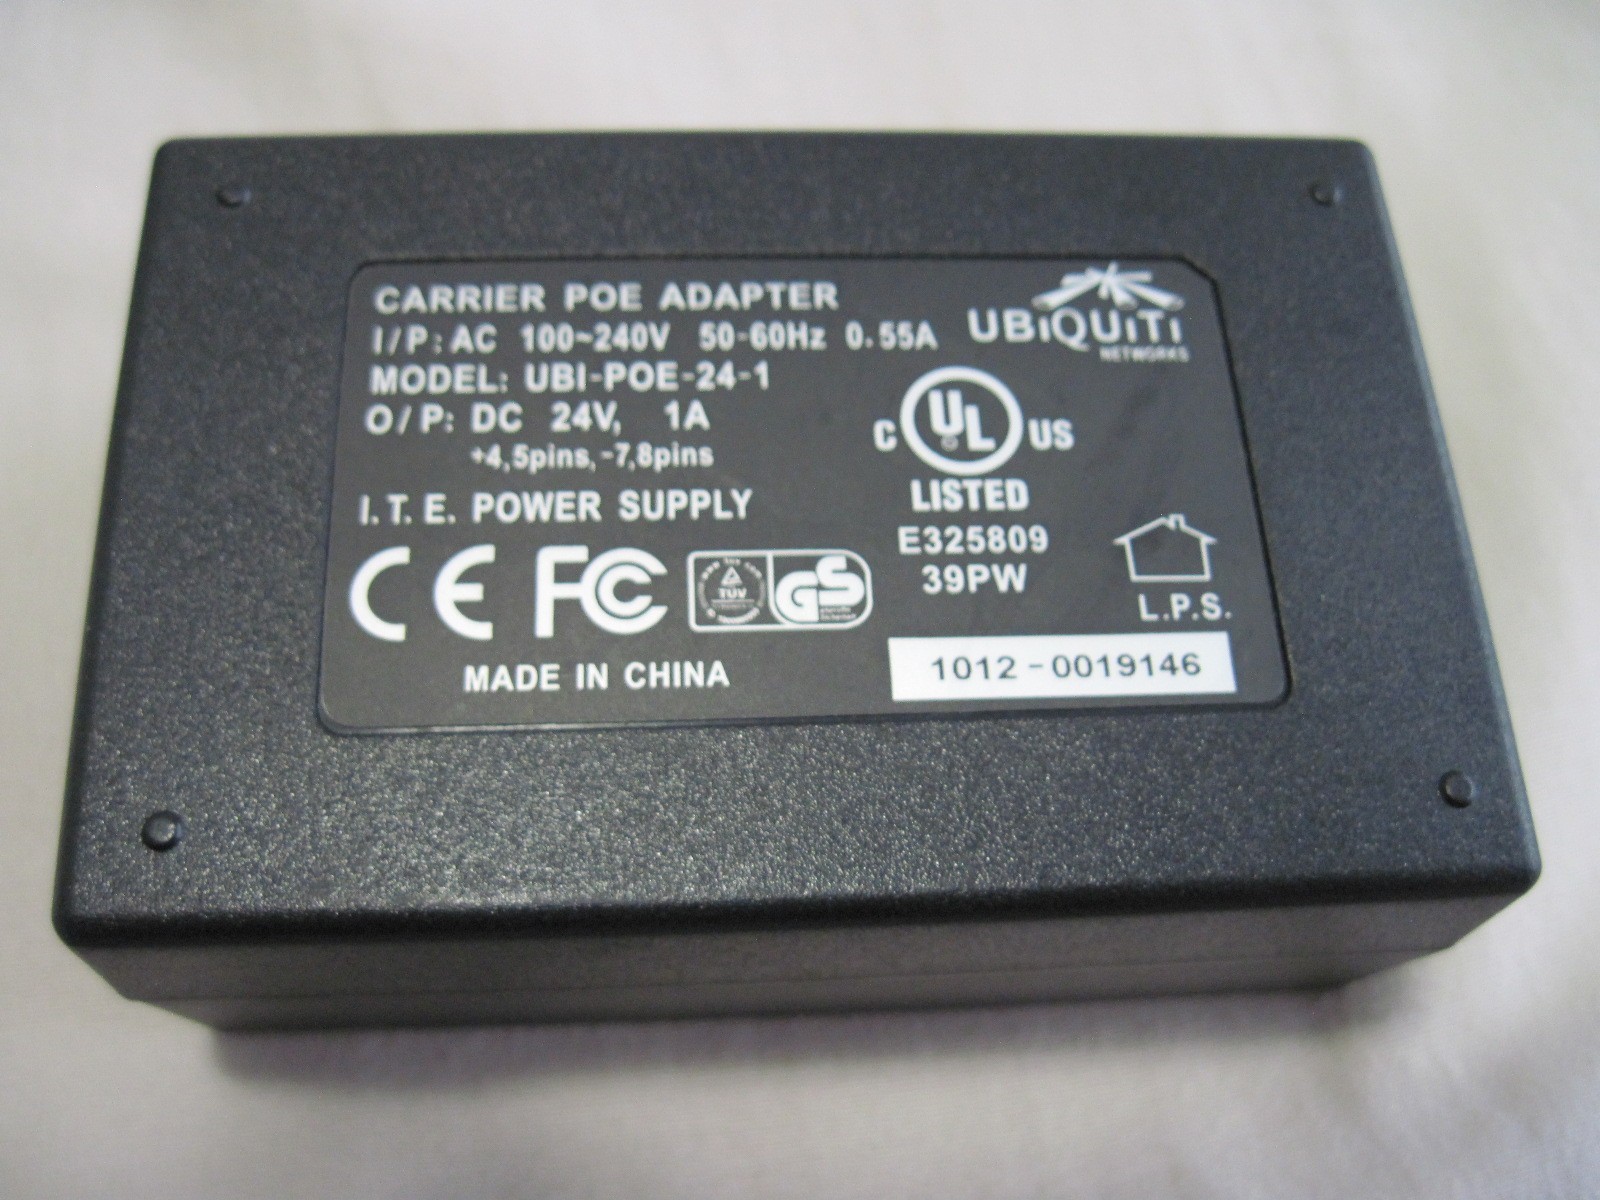 CARRIER POE ADAPTER
I/P: AC 100~240V 50-60Hz 0.55A
MODEL: UBI-POE-24-1
O/P: DC 24V, 1A
+4,5pins, -7,8pins
I.T.E. POWER SUPPLY
CE FC
TÜV
GS
MADE IN CHINA
UBiQUiTi
NETWORKS
C UL US
LISTED
E325809
39PW
L.P.S.
1012-0019146